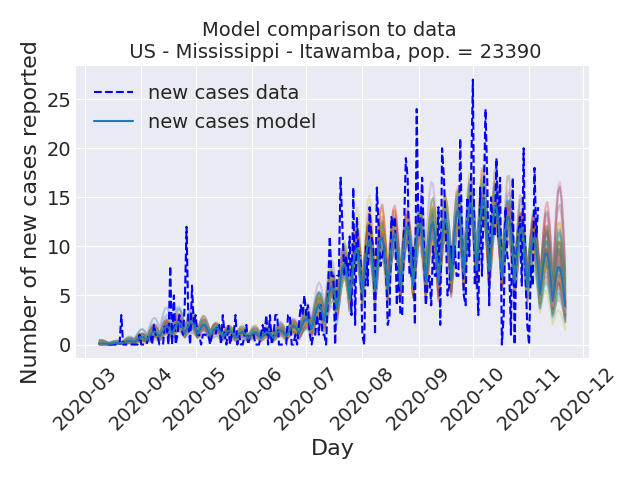 Model comparison to data
US - Mississippi - Itawamba, pop. = 23390
Number of new cases reported
new cases data
new cases model
25
20
15
10
5
0
2020-03
2020-04
2020-05
2020-06
2020-07
2020-08
2020-09
2020-10
2020-11
2020-12
Day